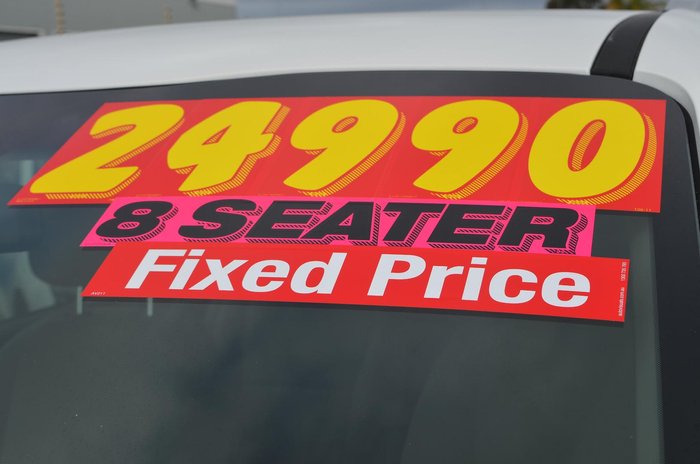 24990
8 SEATER
Fixed Price